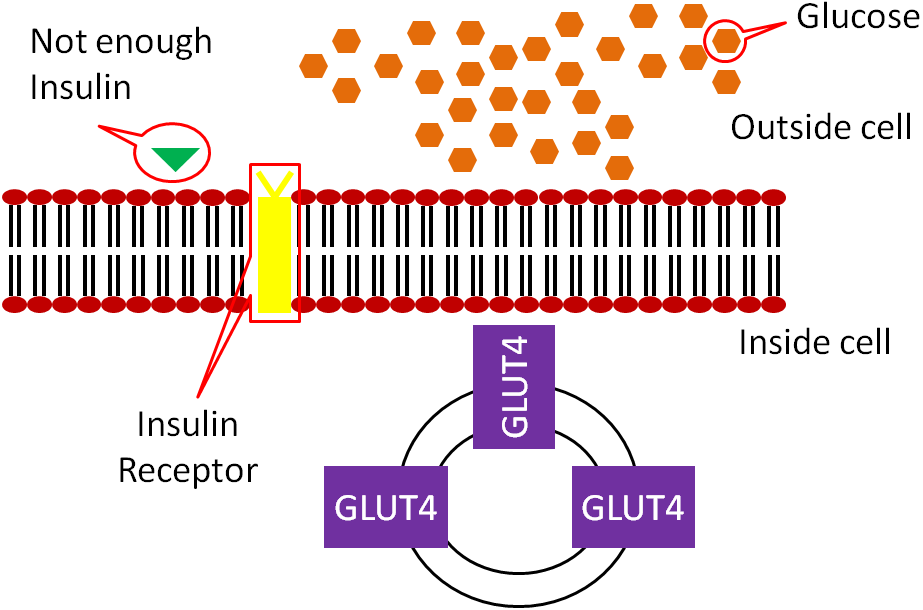 Glucose
Not enough
Insulin
Outside cell
Inside cell
Insulin
Receptor
GLUT4
GLUT4
GLUT4